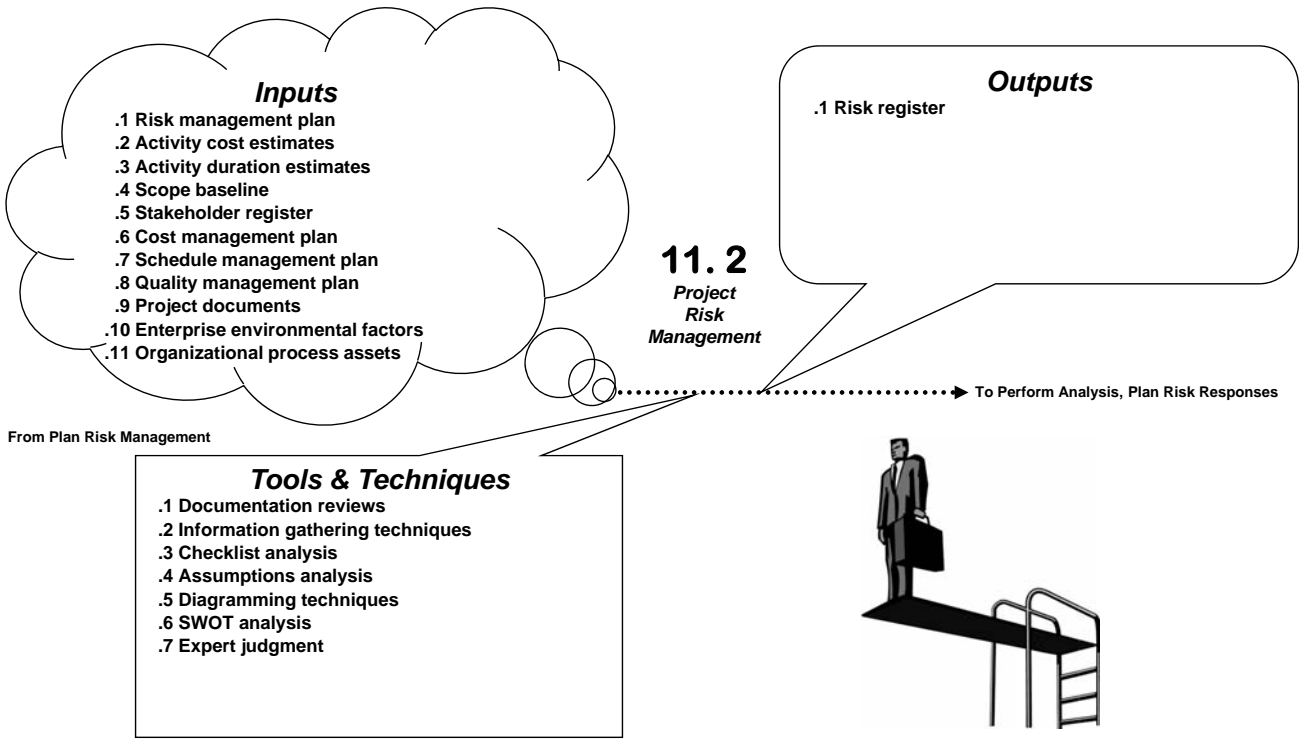 Inputs
.1 Risk management plan
.2 Activity cost estimates
.3 Activity duration estimates
.4 Scope baseline
.5 Stakeholder register
.6 Cost management plan
.7 Schedule management plan
.8 Quality management plan
.9 Project documents
.10 Enterprise environmental factors
.11 Organizational process assets
Outputs
.1 Risk register
11. 2
Project
Risk
Management
To Perform Analysis, Plan Risk Responses
From Plan Risk Management
Tools & Techniques
.1 Documentation reviews
.2 Information gathering techniques
.3 Checklist analysis
.4 Assumptions analysis
.5 Diagramming techniques
.6 SWOT analysis
.7 Expert judgment